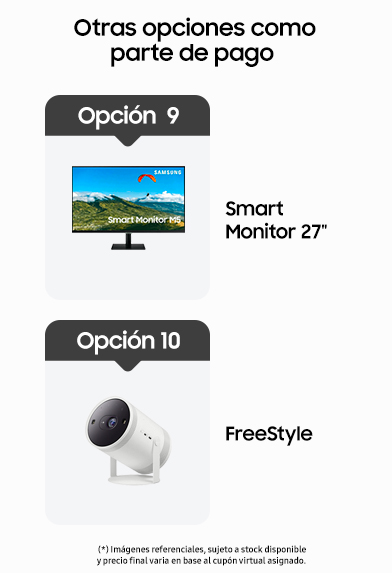 Otras opciones como
parte de pago
Opción 9
SAMSUNG
Smart Monitor M5
Smart
Monitor 27"
Opción 10
FreeStyle
(*) Imágenes referenciales, sujeto a stock disponible
y precio final varia en base al cupón virtual asignado.